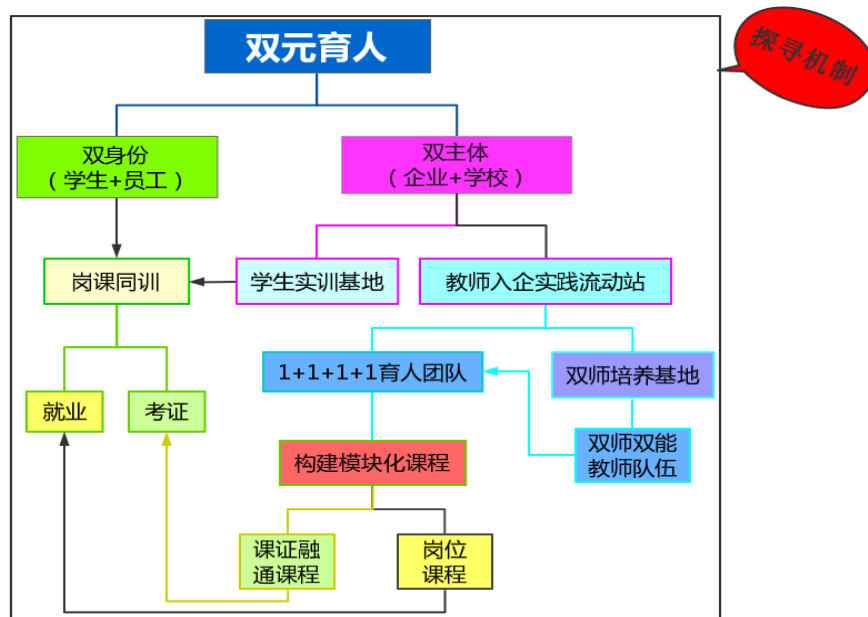 双元育人
探寻机制
双身份
（学生+员工）
双主体
（企业+学校）
岗课同训
学生实训基地
教师入企实践流动站
1+1+1+1育人团队
双师培养基地
就业
考证
双师双能
教师队伍
构建模块化课程
课证融
通课程
岗位
课程